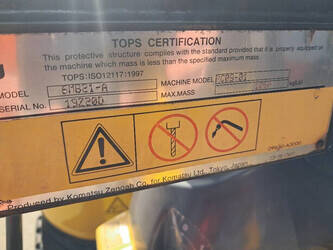 TOPS CERTIFICATION
This protective structure complies with the standard provided that it is properly equipped on
the machine which mass is less than the specified maximum mass.
TOPS:ISO12117:1997
MODEL
MACHINE MODEL
SERIAL No. 19Z20D
MAX.MASS
Produced by Komatsu Zenoah Co. for Komatsu Ltd., Tokyo, Japan